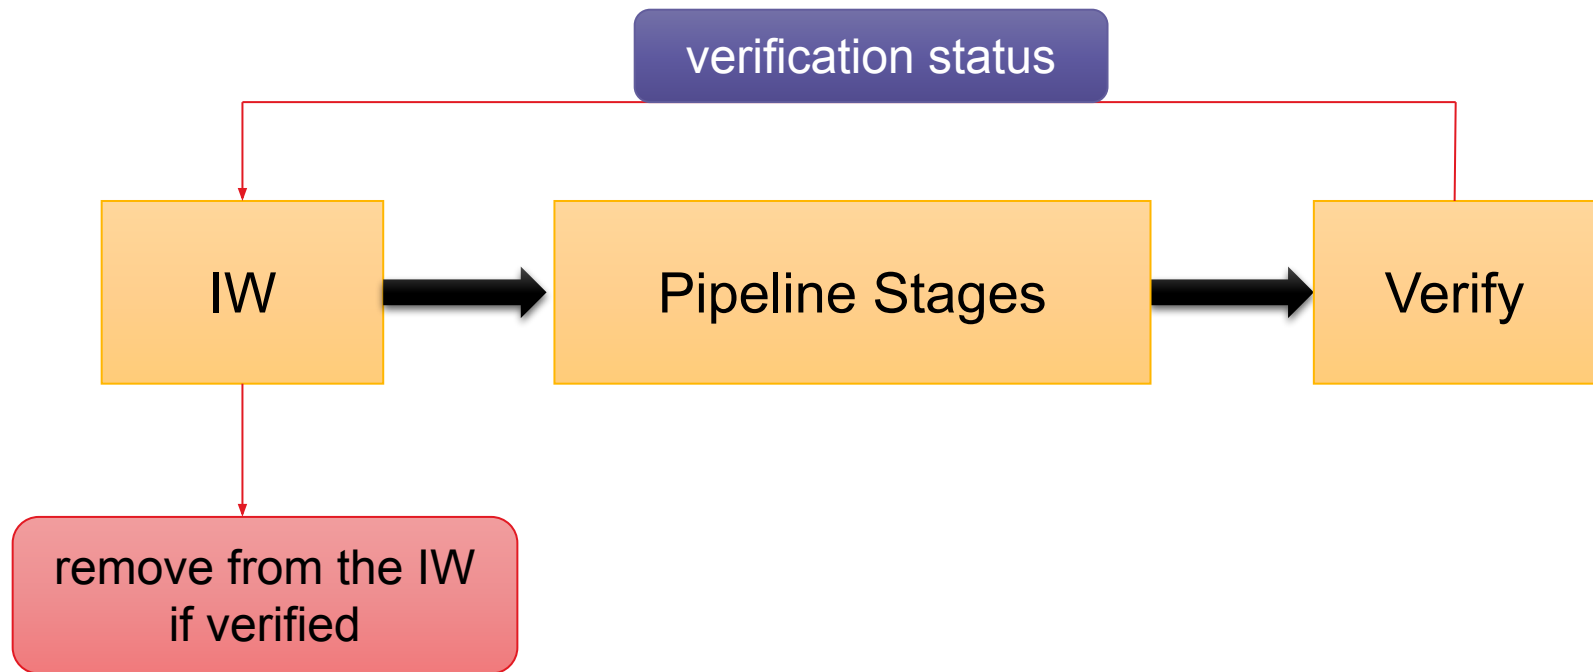 verification status
IW
Pipeline Stages
Verify
remove from the IW
if verified